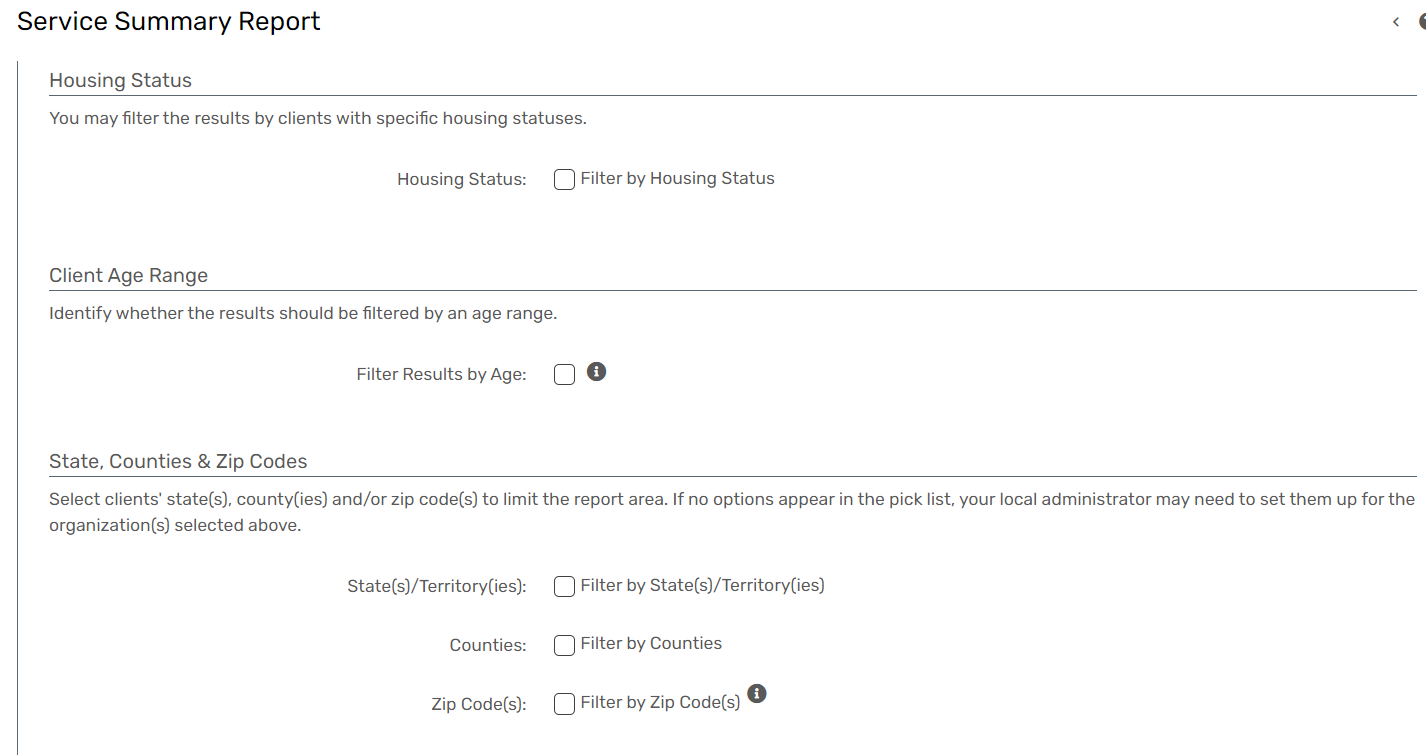 Service Summary Report
Housing Status
You may filter the results by clients with specific housing statuses.
Housing Status: Filter by Housing Status
Client Age Range
Identify whether the results should be filtered by an age range.
Filter Results by Age:
State, Counties & Zip Codes
Select clients' state(s), county(ies) and/or zip code(s) to limit the report area. If no options appear in the pick list, your local administrator may need to set them up for the
organization(s) selected above.
State(s)/Territory(ies): Filter by State(s)/Territory(ies)
Counties: Filter by Counties
Zip Code(s): Filter by Zip Code(s)